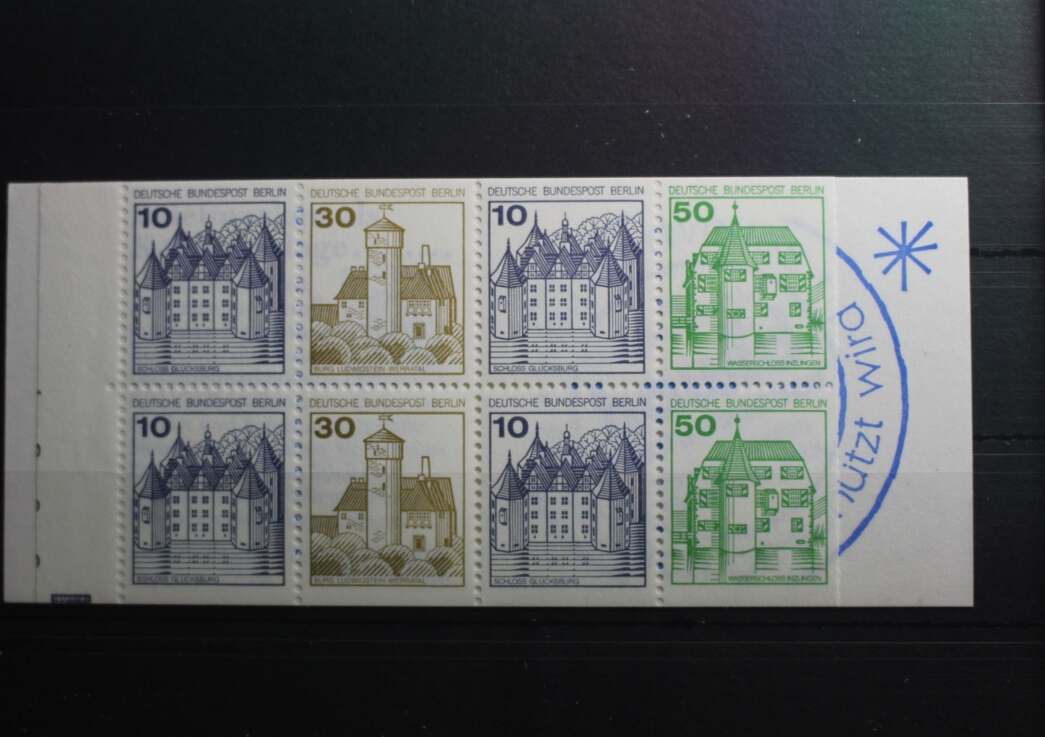 DEUTSCHE BUNDESPOST BERLIN
10
SCHLOSS GLÜCKSBURG
DEUTSCHE BUNDESPOST BERLIN
30
BURG LUDWIGSTEIN WERRATAL
DEUTSCHE BUNDESPOST BERLIN
10
SCHLOSS GLÜCKSBURG
DEUTSCHE BUNDESPOST BERLIN
50
WASSERSCHLOSS INZLINGEN
DEUTSCHE BUNDESPOST BERLIN
10
SCHLOSS GLÜCKSBURG
DEUTSCHE BUNDESPOST BERLIN
30
BURG LUDWIGSTEIN WERRATAL
DEUTSCHE BUNDESPOST BERLIN
10
SCHLOSS GLÜCKSBURG
DEUTSCHE BUNDESPOST BERLIN
50
WASSERSCHLOSS INZLINGEN
wird